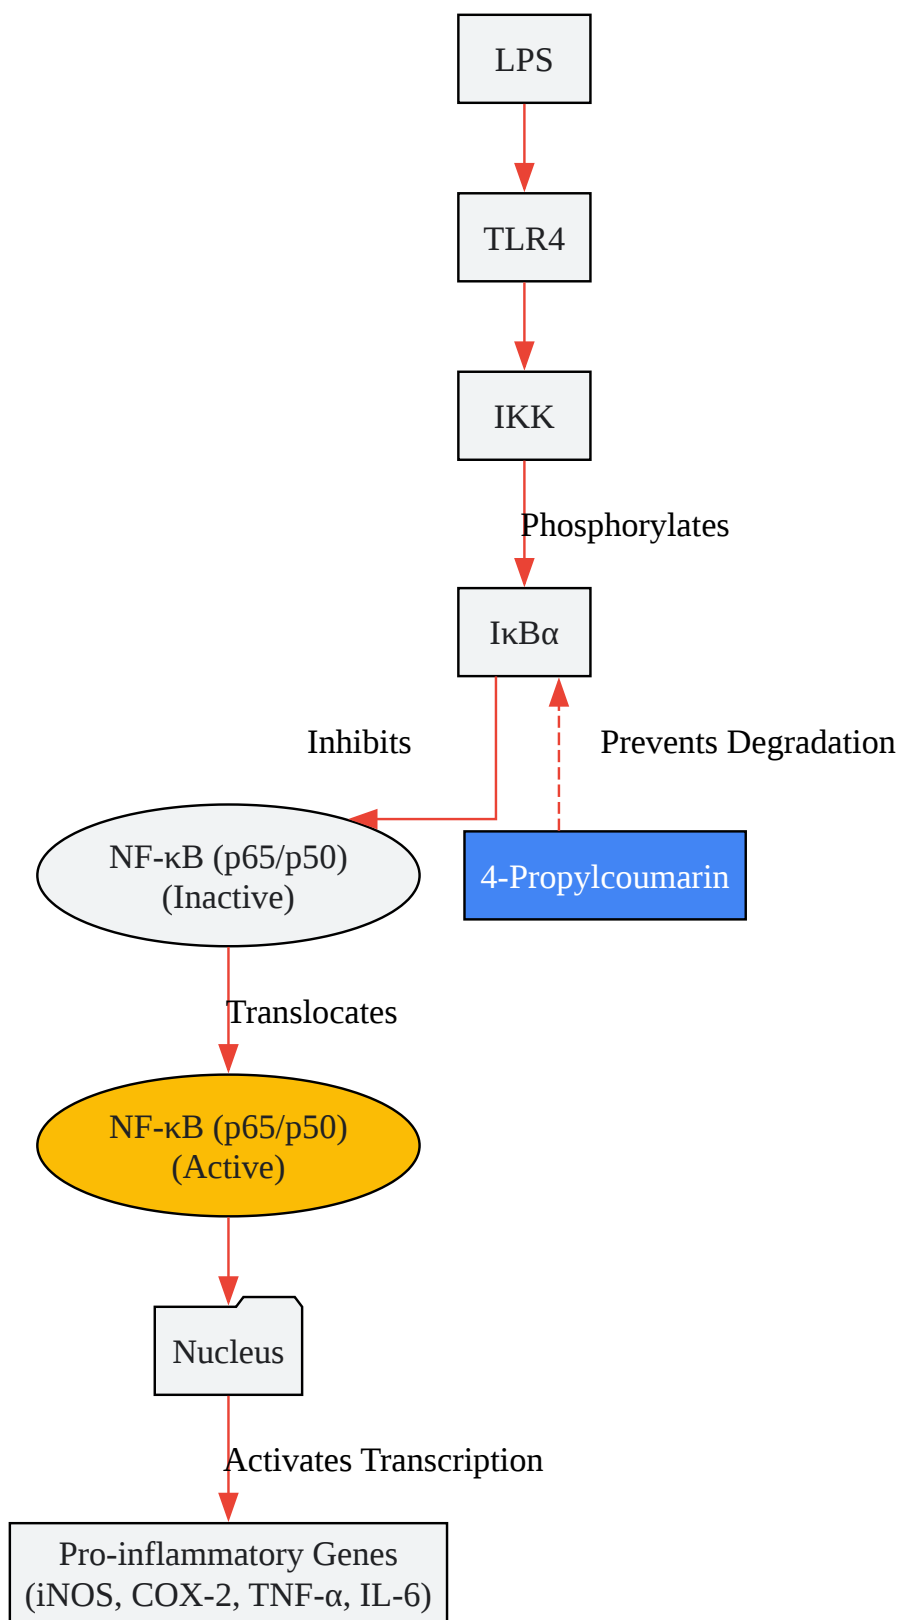 LPS
TLR4
IKK
Phosphorylates
IκBα
Inhibits
Prevents Degradation
NF-κB (p65/p50)
(Inactive)
4-Propylcoumarin
Translocates
NF-κB (p65/p50)
(Active)
Nucleus
Activates Transcription
Pro-inflammatory Genes
(iNOS, COX-2, TNF-α, IL-6)